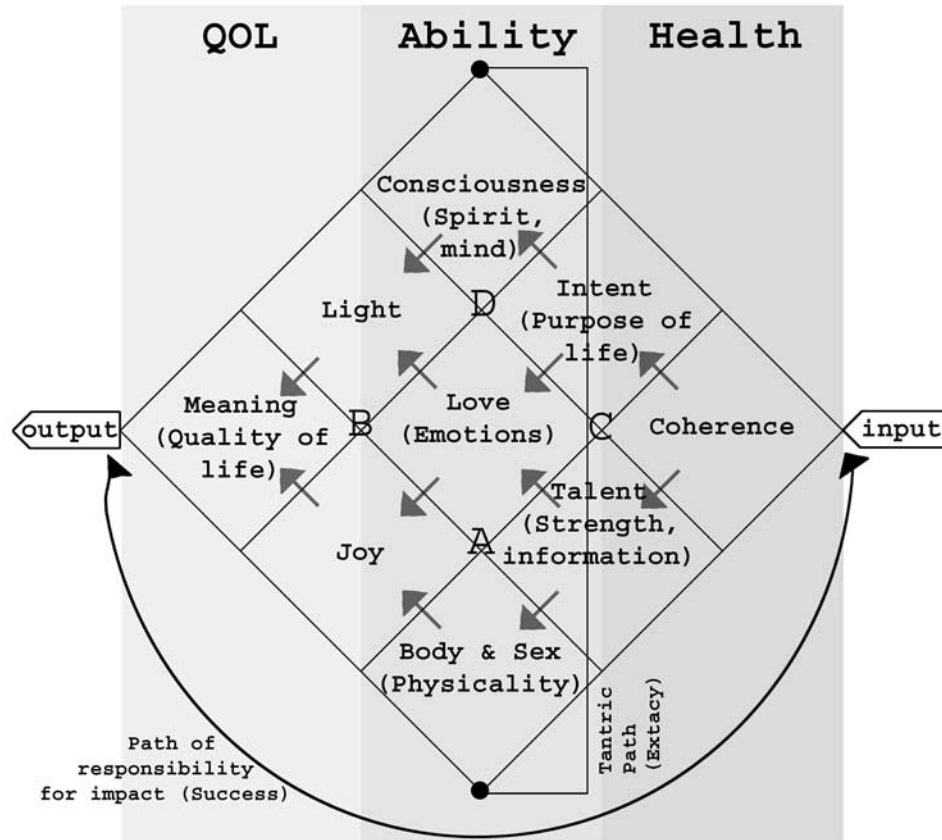 QOL
Ability
Health
Consciousness
(Spirit,
mind)
D
Intent
(Purpose of
life)
Light
Meaning
(Quality of
life)
B
Love
(Emotions)
C
Coherence
output
input
Talent
(Strength,
information)
Joy
A
Body & Sex
(Physicality)
Tantric
Path
(Extacy)
Path of
responsibility
for impact (Success)